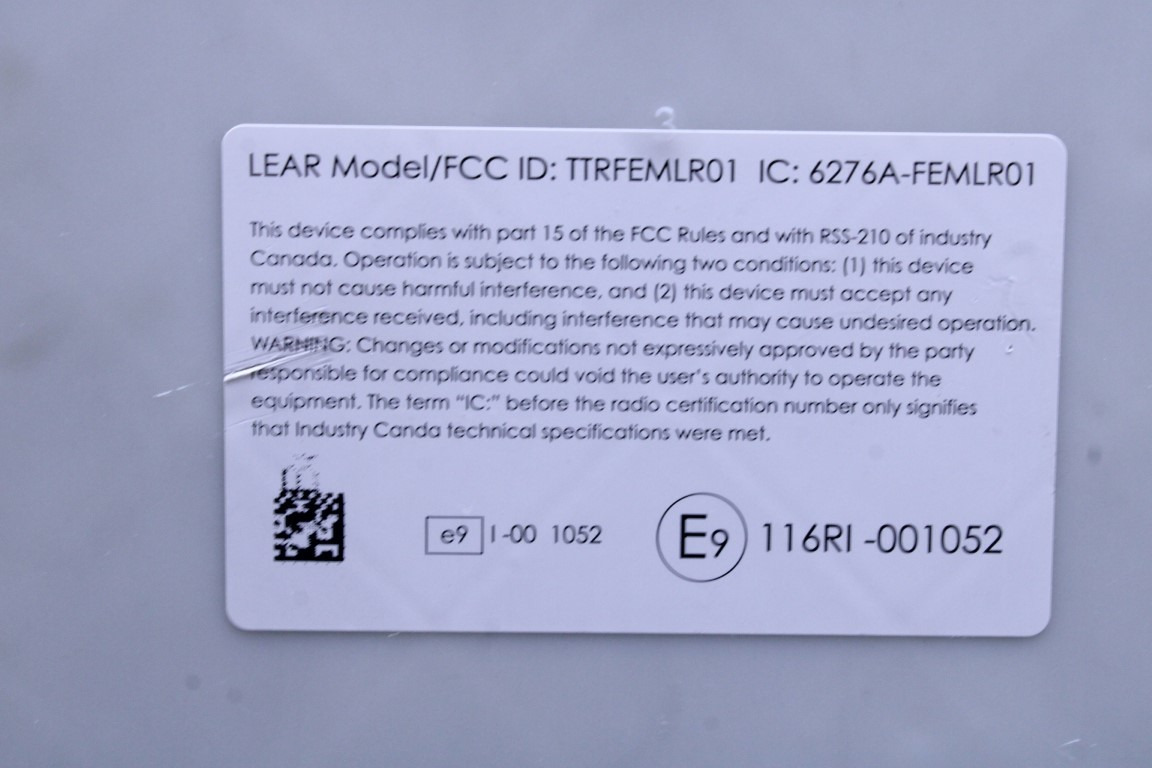 3
LEAR Model/FCC ID: TTRFEMLR01 IC: 6276A-FEMLR01
This device complies with part 15 of the FCC Rules and with RSS-210 of industry
Canada. Operation is subject to the following two conditions: (1) this device
must not cause harmful interference, and (2) this device must accept any
interference received, including interference that may cause undesired operation.
WARNING: Changes or modifications not expressively approved by the party
responsible for compliance could void the user's authority to operate the
equipment. The term "IC:" before the radio certification number only signifies
that Industry Canda technical specifications were met.
e9 I-00 1052 E9 116RI -001052